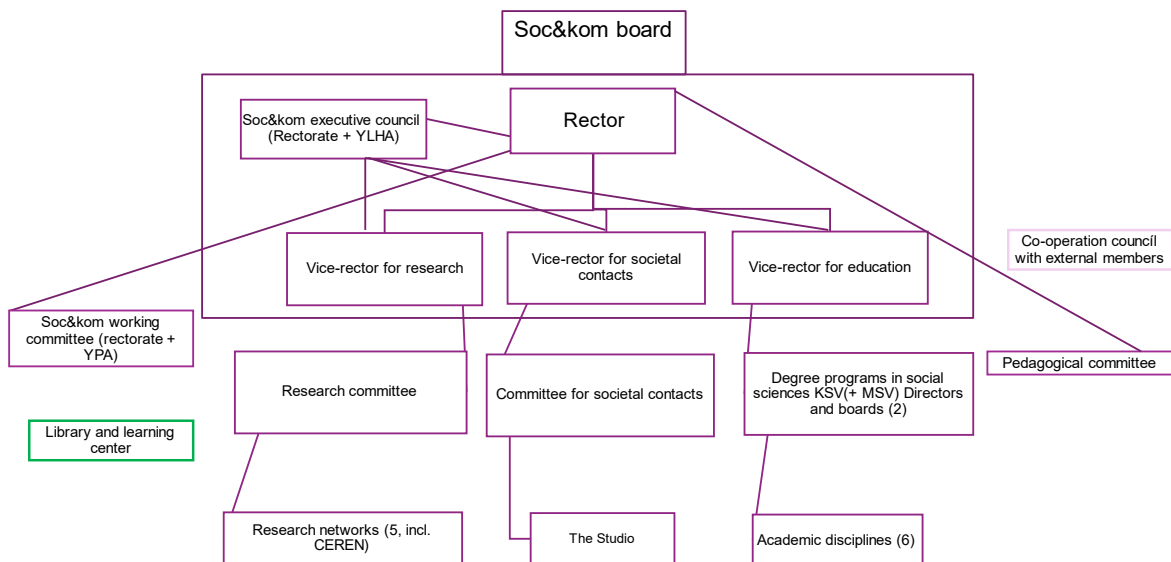 Soc&kom board
Soc&kom executive council
(Rectorate + YLHA)
Rector
Vice-rector for research
Vice-rector for societal
contacts
Vice-rector for education
Co-operation council
with external members
Soc&kom working
committee (rectorate +
YPA)
Research committee
Committee for societal contacts
Degree programs in social
sciences KSV(+ MSV) Directors
and boards (2)
Pedagogical committee
Library and learning
center
Research networks (5, incl.
CEREN)
The Studio
Academic disciplines (6)